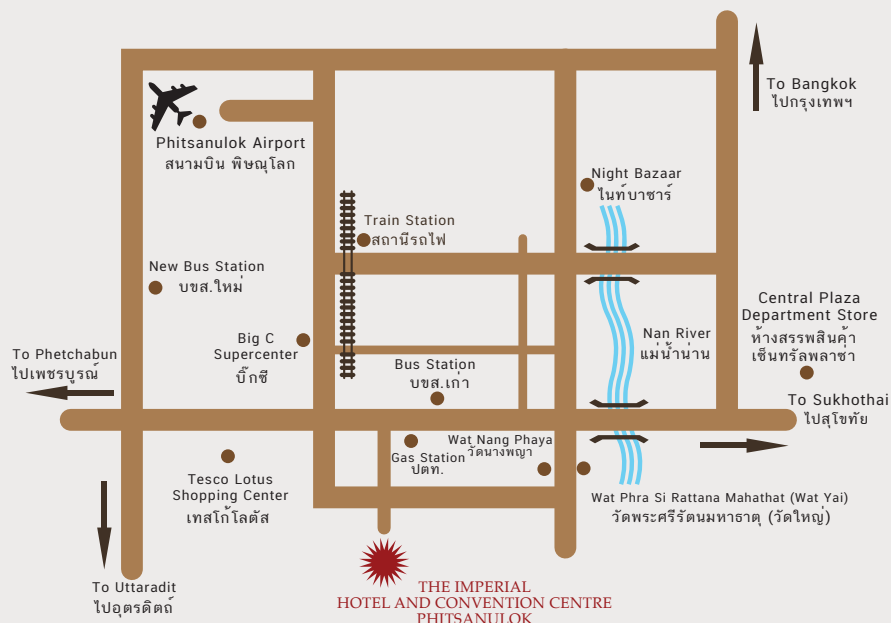 To Bangkok
ไปกรุงเทพฯ
Phitsanulok Airport
สนามบิน พิษณุโลก
Night Bazaar
ไนท์บาซาร์
Train Station
สถานีรถไฟ
New Bus Station
บขส.ใหม่
Central Plaza
Department Store
ห้างสรรพสินค้า
เซ็นทรัลพลาซ่า
Big C
Supercenter
บิ๊กซี
Nan River
แม่น้ำน่าน
To Phetchabun
ไปเพชรบูรณ์
Bus Station
บขส.เก่า
To Sukhothai
ไปสุโขทัย
Wat Nang Phaya
วัดนางพญา
Gas Station
ปตท.
Tesco Lotus
Shopping Center
เทสโก้โลตัส
Wat Phra Si Rattana Mahathat (Wat Yai)
วัดพระศรีรัตนมหาธาตุ (วัดใหญ่)
To Uttaradit
ไปอุตรดิตถ์
THE IMPERIAL
HOTEL AND CONVENTION CENTRE
PHITSANULOK